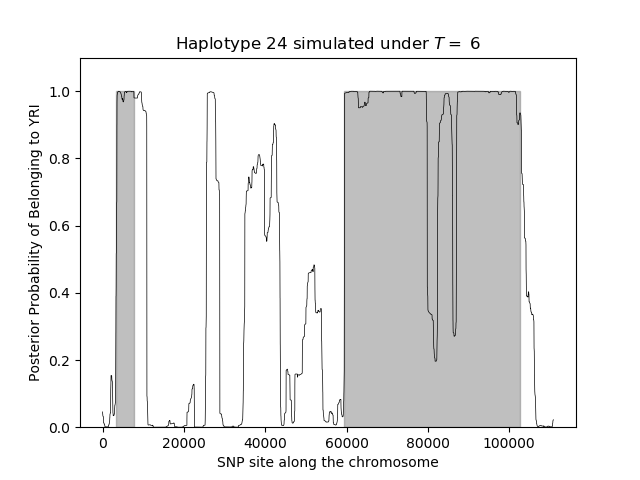 Haplotype 24 simulated under T = 6
Posterior Probability of Belonging to YRI
1.0
0.8
0.6
0.4
0.2
0.0
0 20000 40000 60000 80000 100000
SNP site along the chromosome